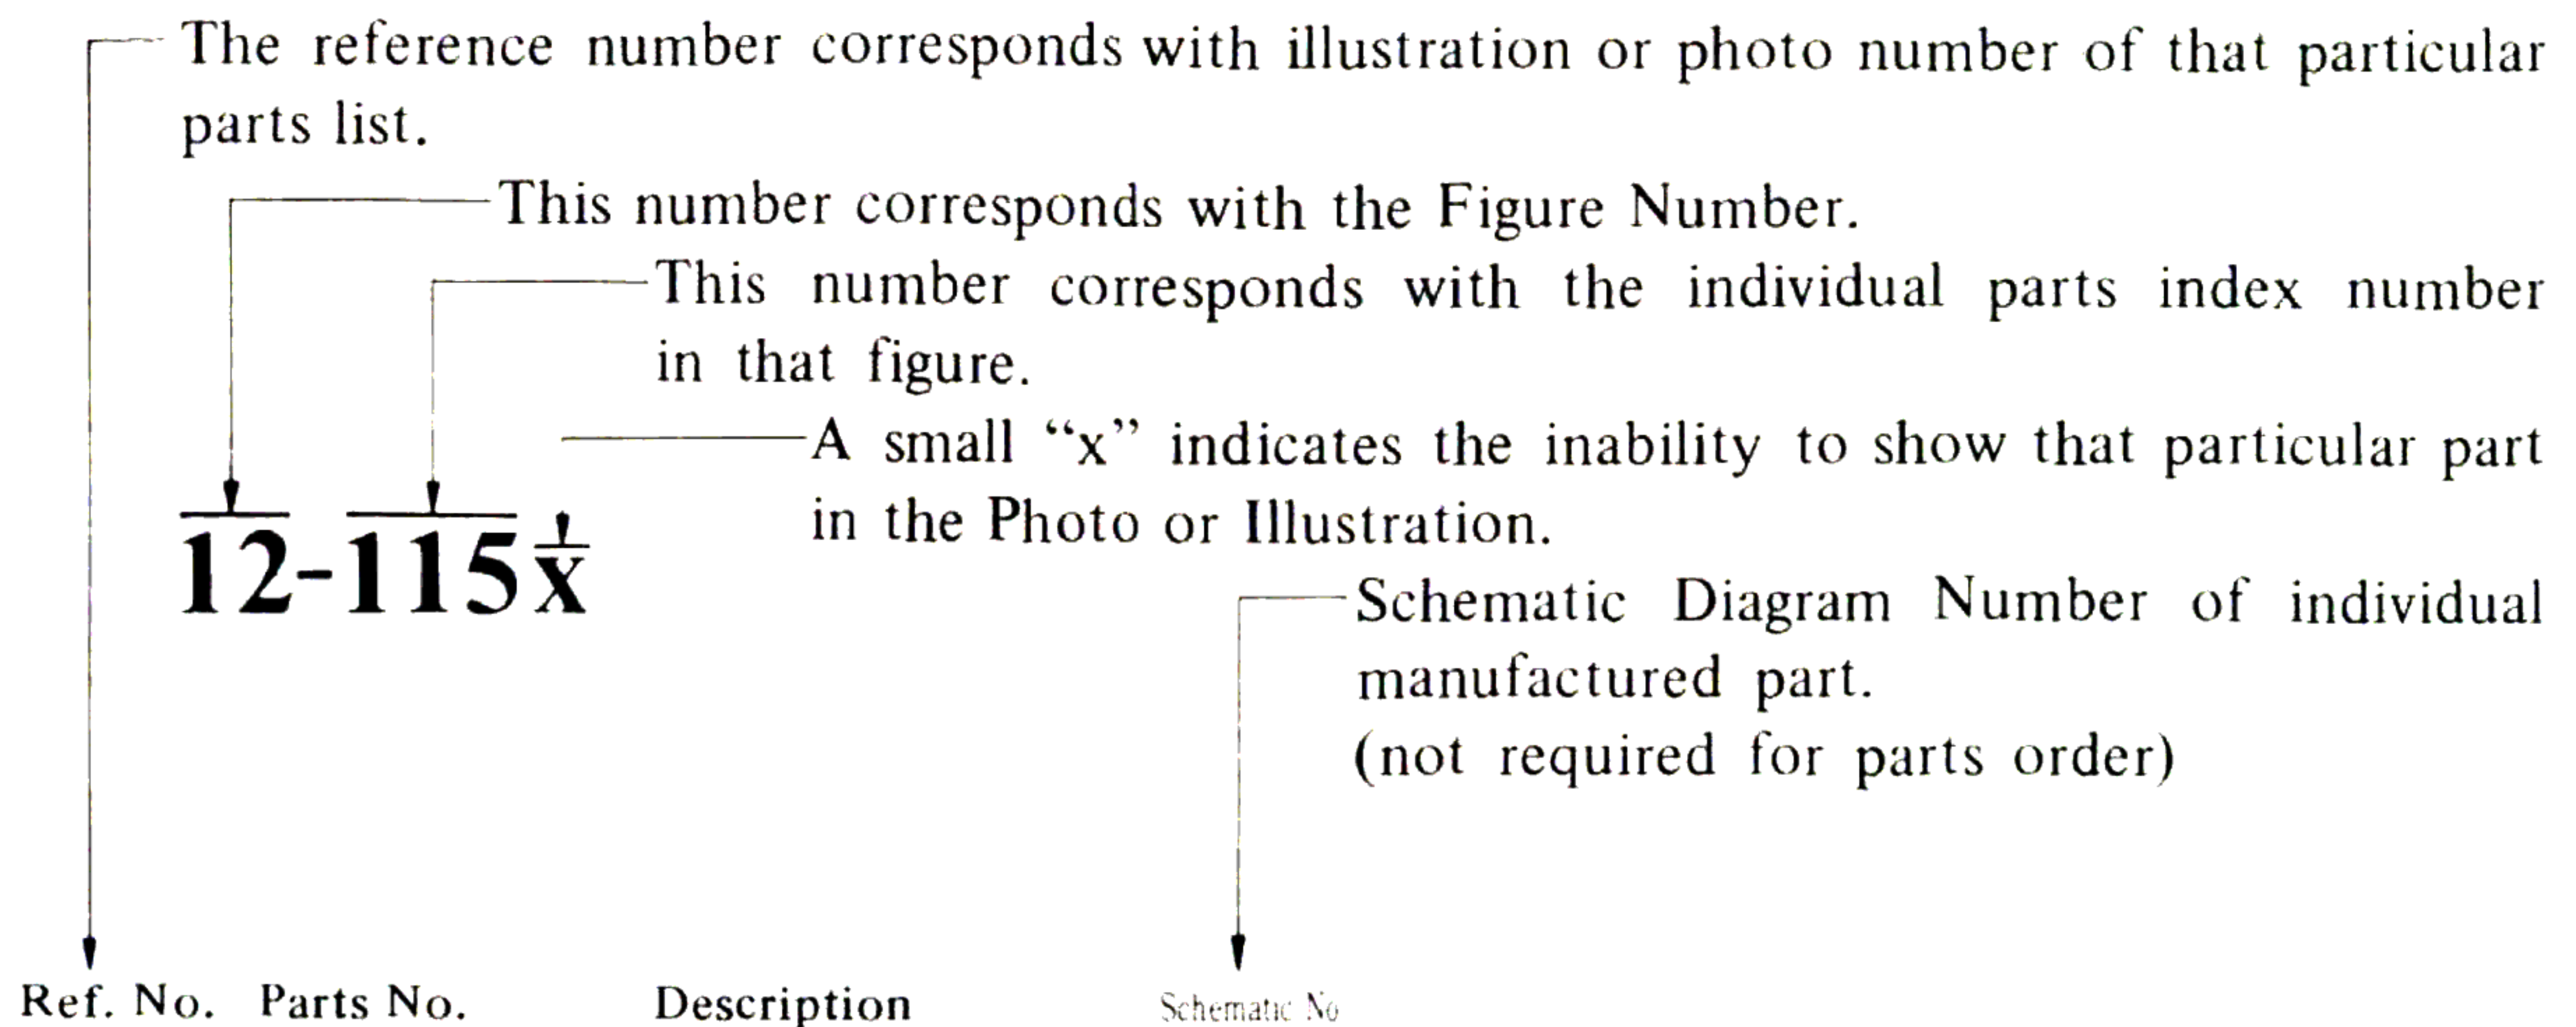 The reference number corresponds with illustration or photo number of that particular
parts list.
This number corresponds with the Figure Number.
This number corresponds with the individual parts index number
in that figure.
A small “x” indicates the inability to show that particular part
in the Photo or Illustration.
12-115x
Schematic Diagram Number of individual
manufactured part.
(not required for parts order)
Ref. No. Parts No. Description Schematic No